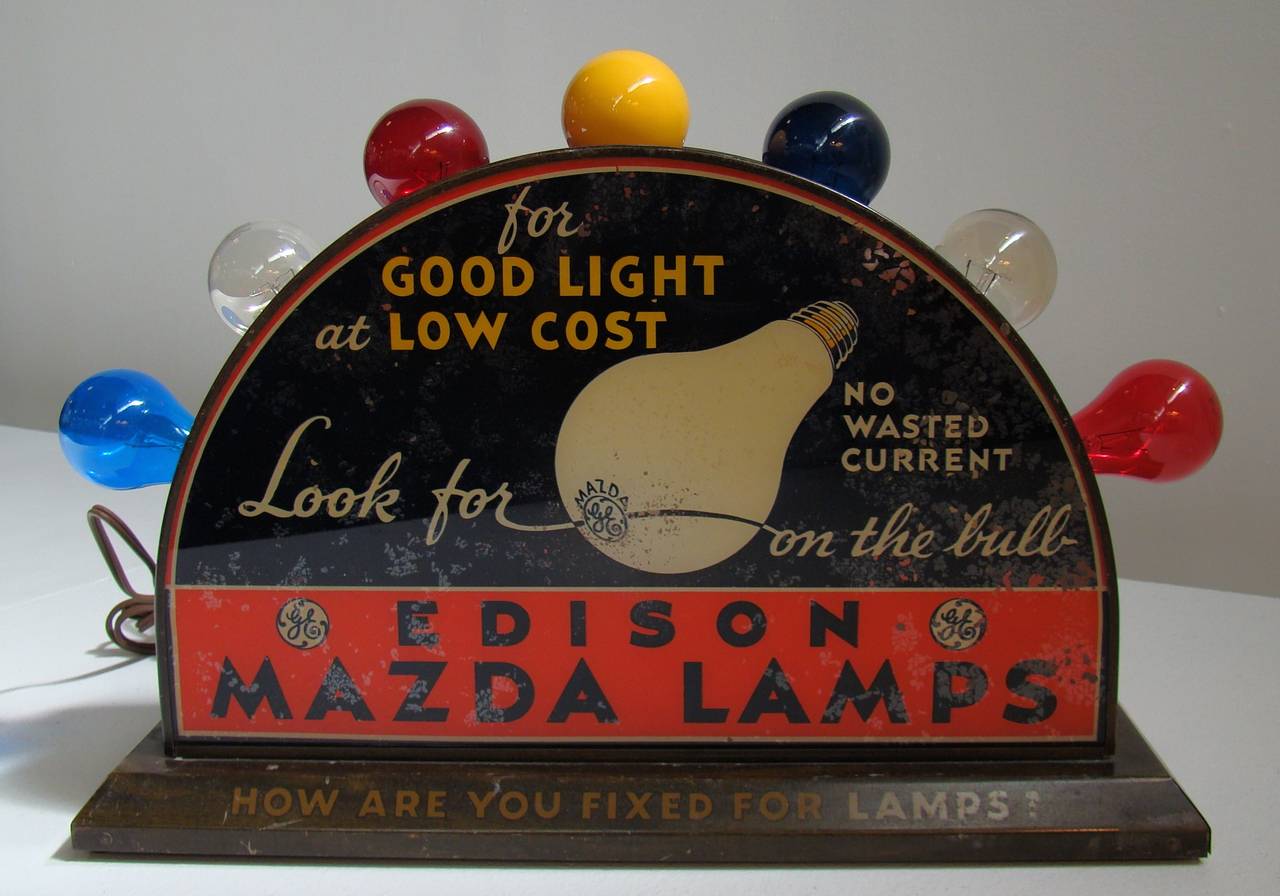 for
GOOD LIGHT
at LOW COST
NO
WASTED
CURRENT
Look for
MAZDA
GE
on the bulb
GE EDISON GE
MAZDA LAMPS
HOW ARE YOU FIXED FOR LAMPS?